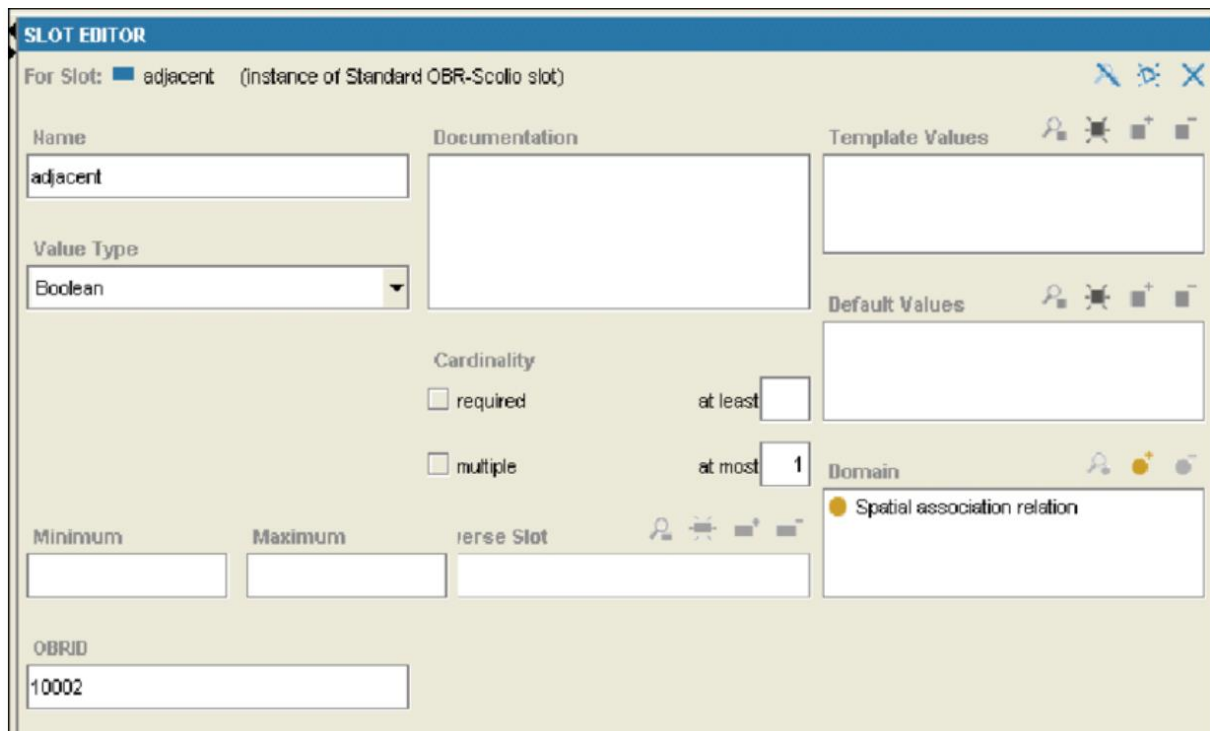 SLOT EDITOR
For Slot: adjacent (instance of Standard OBR-Scolio slot)
Name
adjacent
Value Type
Boolean
Documentation
Cardinality
required at least
multiple at most 1
Template Values
Default Values
Domain
Spatial association relation
Minimum
Maximum
erse Slot
OBRID
10002